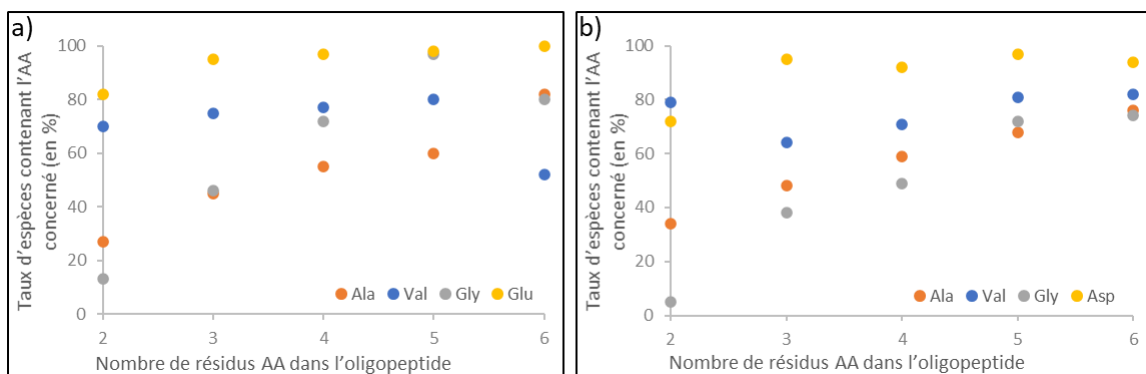 a)
Taux d'espèces contenant l'AA
concerné (en %)
100
80
60
40
20
0
Ala Val Gly Glu
2 3 4 5 6
Nombre de résidus AA dans l'oligopeptide
b)
Taux d'espèces contenant l'AA
concerné (en %)
100
80
60
40
20
0
Ala Val Gly Asp
2 3 4 5 6
Nombre de résidus AA dans l'oligopeptide